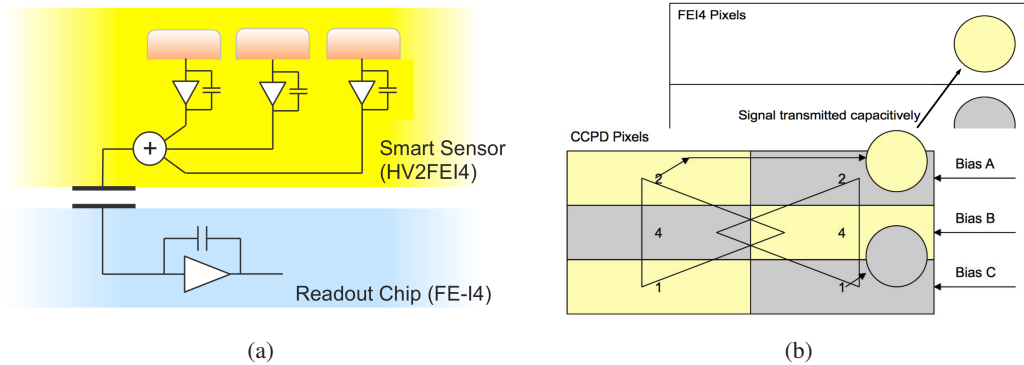 +
Smart Sensor
(HV2FEI4)
Readout Chip (FE-I4)
(a)
FEI4 Pixels
Signal transmitted capacitively
CCPD Pixels
2
2
Bias A
4
4
Bias B
1
1
Bias C
(b)